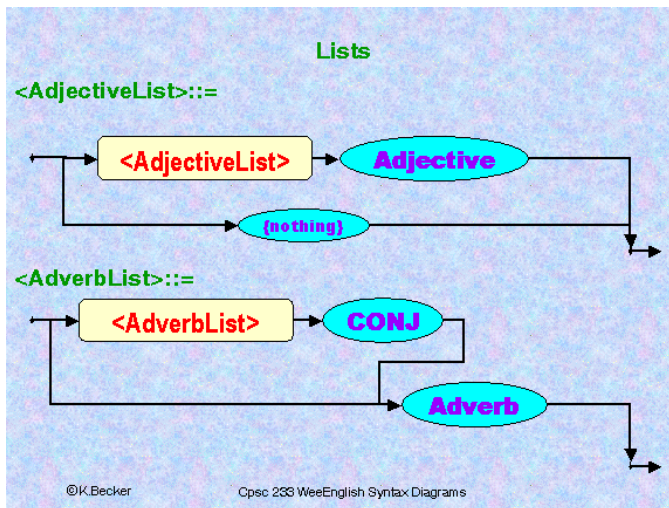 Lists
<AdjectiveList>::=
<AdjectiveList> Adjective
{nothing}
<AdverbList>::=
<AdverbList> CONJ
Adverb
©K.Becker Cpsc 233 WeeEnglish Syntax Diagrams